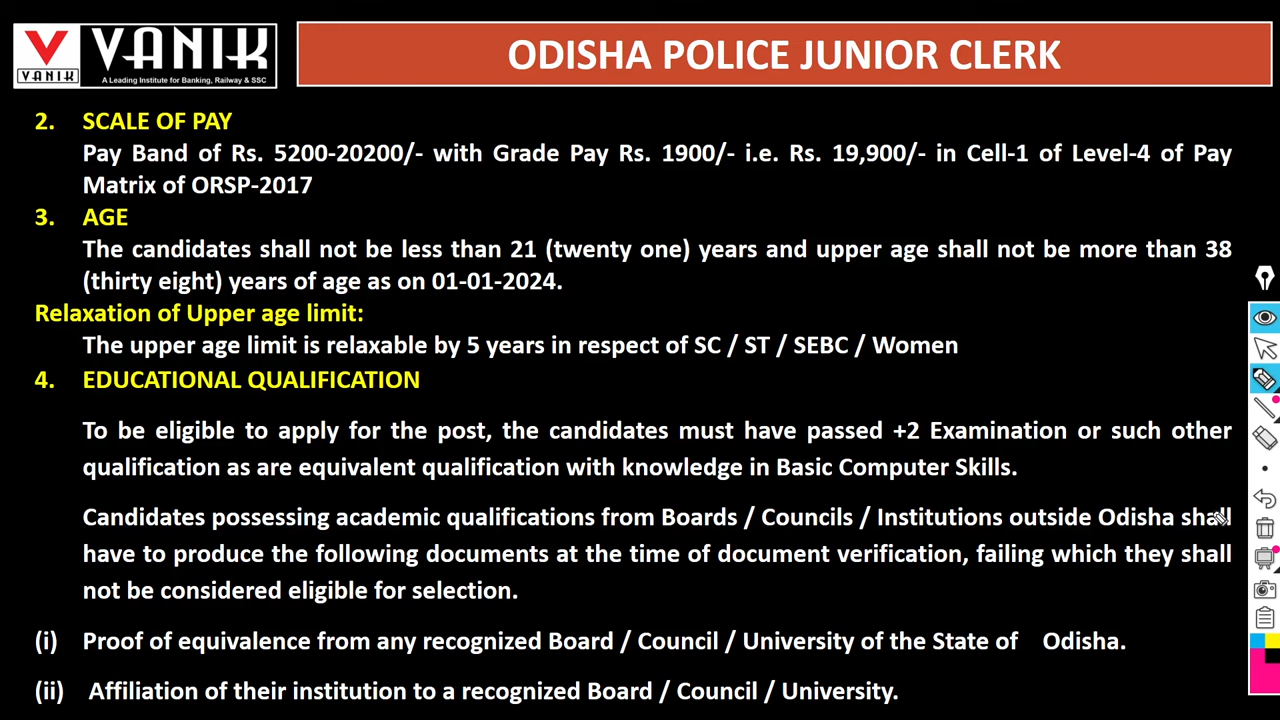 VANIK
VANIK
A Leading Institute for Banking, Railway & SSC
ODISHA POLICE JUNIOR CLERK
2. SCALE OF PAY
Pay Band of Rs. 5200-20200/- with Grade Pay Rs. 1900/- i.e. Rs. 19,900/- in Cell-1 of Level-4 of Pay
Matrix of ORSP-2017
3. AGE
The candidates shall not be less than 21 (twenty one) years and upper age shall not be more than 38
(thirty eight) years of age as on 01-01-2024.
Relaxation of Upper age limit:
The upper age limit is relaxable by 5 years in respect of SC / ST / SEBC / Women
4. EDUCATIONAL QUALIFICATION
To be eligible to apply for the post, the candidates must have passed +2 Examination or such other
qualification as are equivalent qualification with knowledge in Basic Computer Skills.
Candidates possessing academic qualifications from Boards / Councils / Institutions outside Odisha shall
have to produce the following documents at the time of document verification, failing which they shall
not be considered eligible for selection.
(i) Proof of equivalence from any recognized Board / Council / University of the State of Odisha.
(ii) Affiliation of their institution to a recognized Board / Council / University.